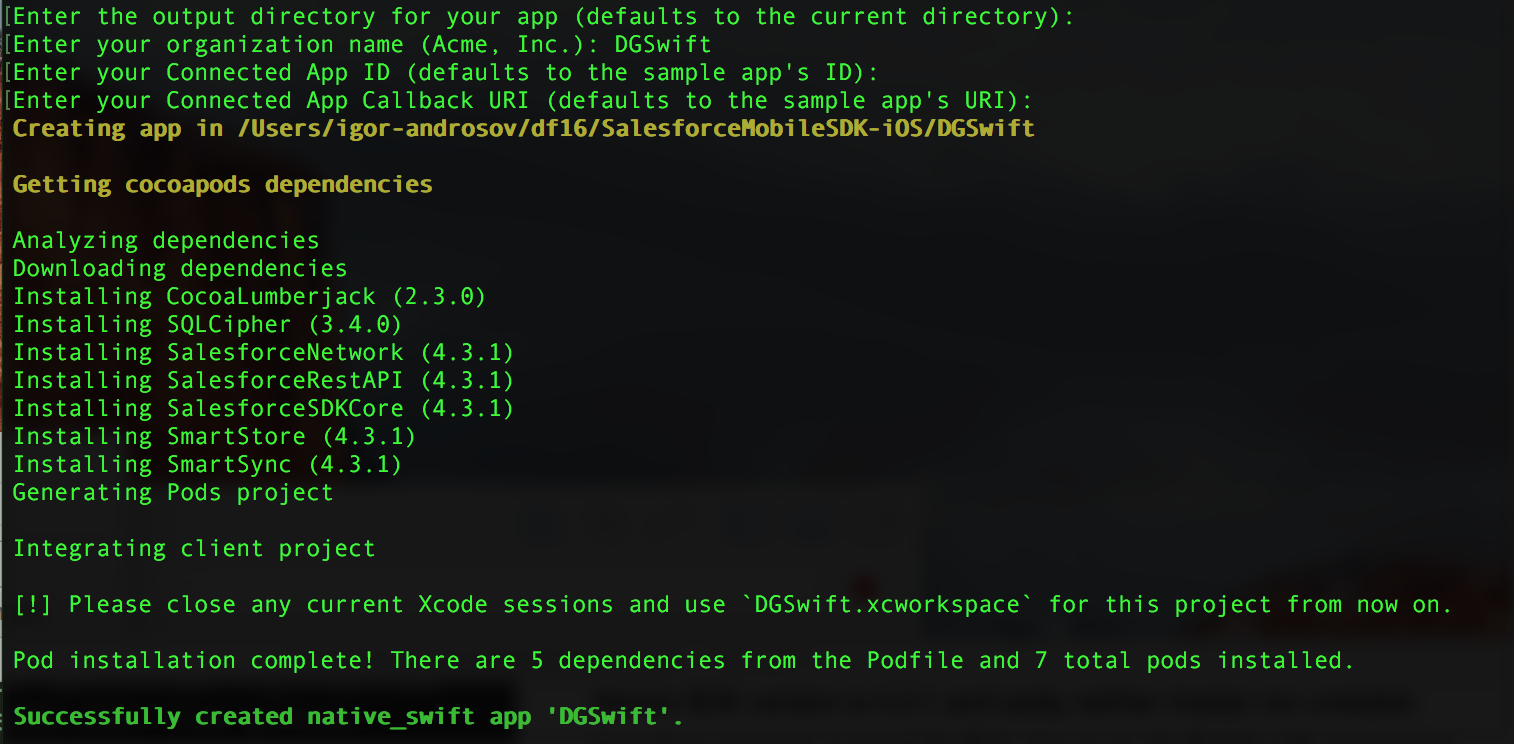 [Enter the output directory for your app (defaults to the current directory):
[Enter your organization name (Acme, Inc.): DGSwift
[Enter your Connected App ID (defaults to the sample app's ID):
[Enter your Connected App Callback URI (defaults to the sample app's URI):
Creating app in /Users/igor-androsov/df16/SalesforceMobileSDK-iOS/DGSwift
Getting cocoapods dependencies
Analyzing dependencies
Downloading dependencies
Installing CocoaLumberjack (2.3.0)
Installing SQLCipher (3.4.0)
Installing SalesforceNetwork (4.3.1)
Installing SalesforceRestAPI (4.3.1)
Installing SalesforceSDKCore (4.3.1)
Installing SmartStore (4.3.1)
Installing SmartSync (4.3.1)
Generating Pods project
Integrating client project
[!] Please close any current Xcode sessions and use `DGSwift.xcworkspace` for this project from now on.
Pod installation complete! There are 5 dependencies from the Podfile and 7 total pods installed.
Successfully created native_swift app 'DGSwift'.